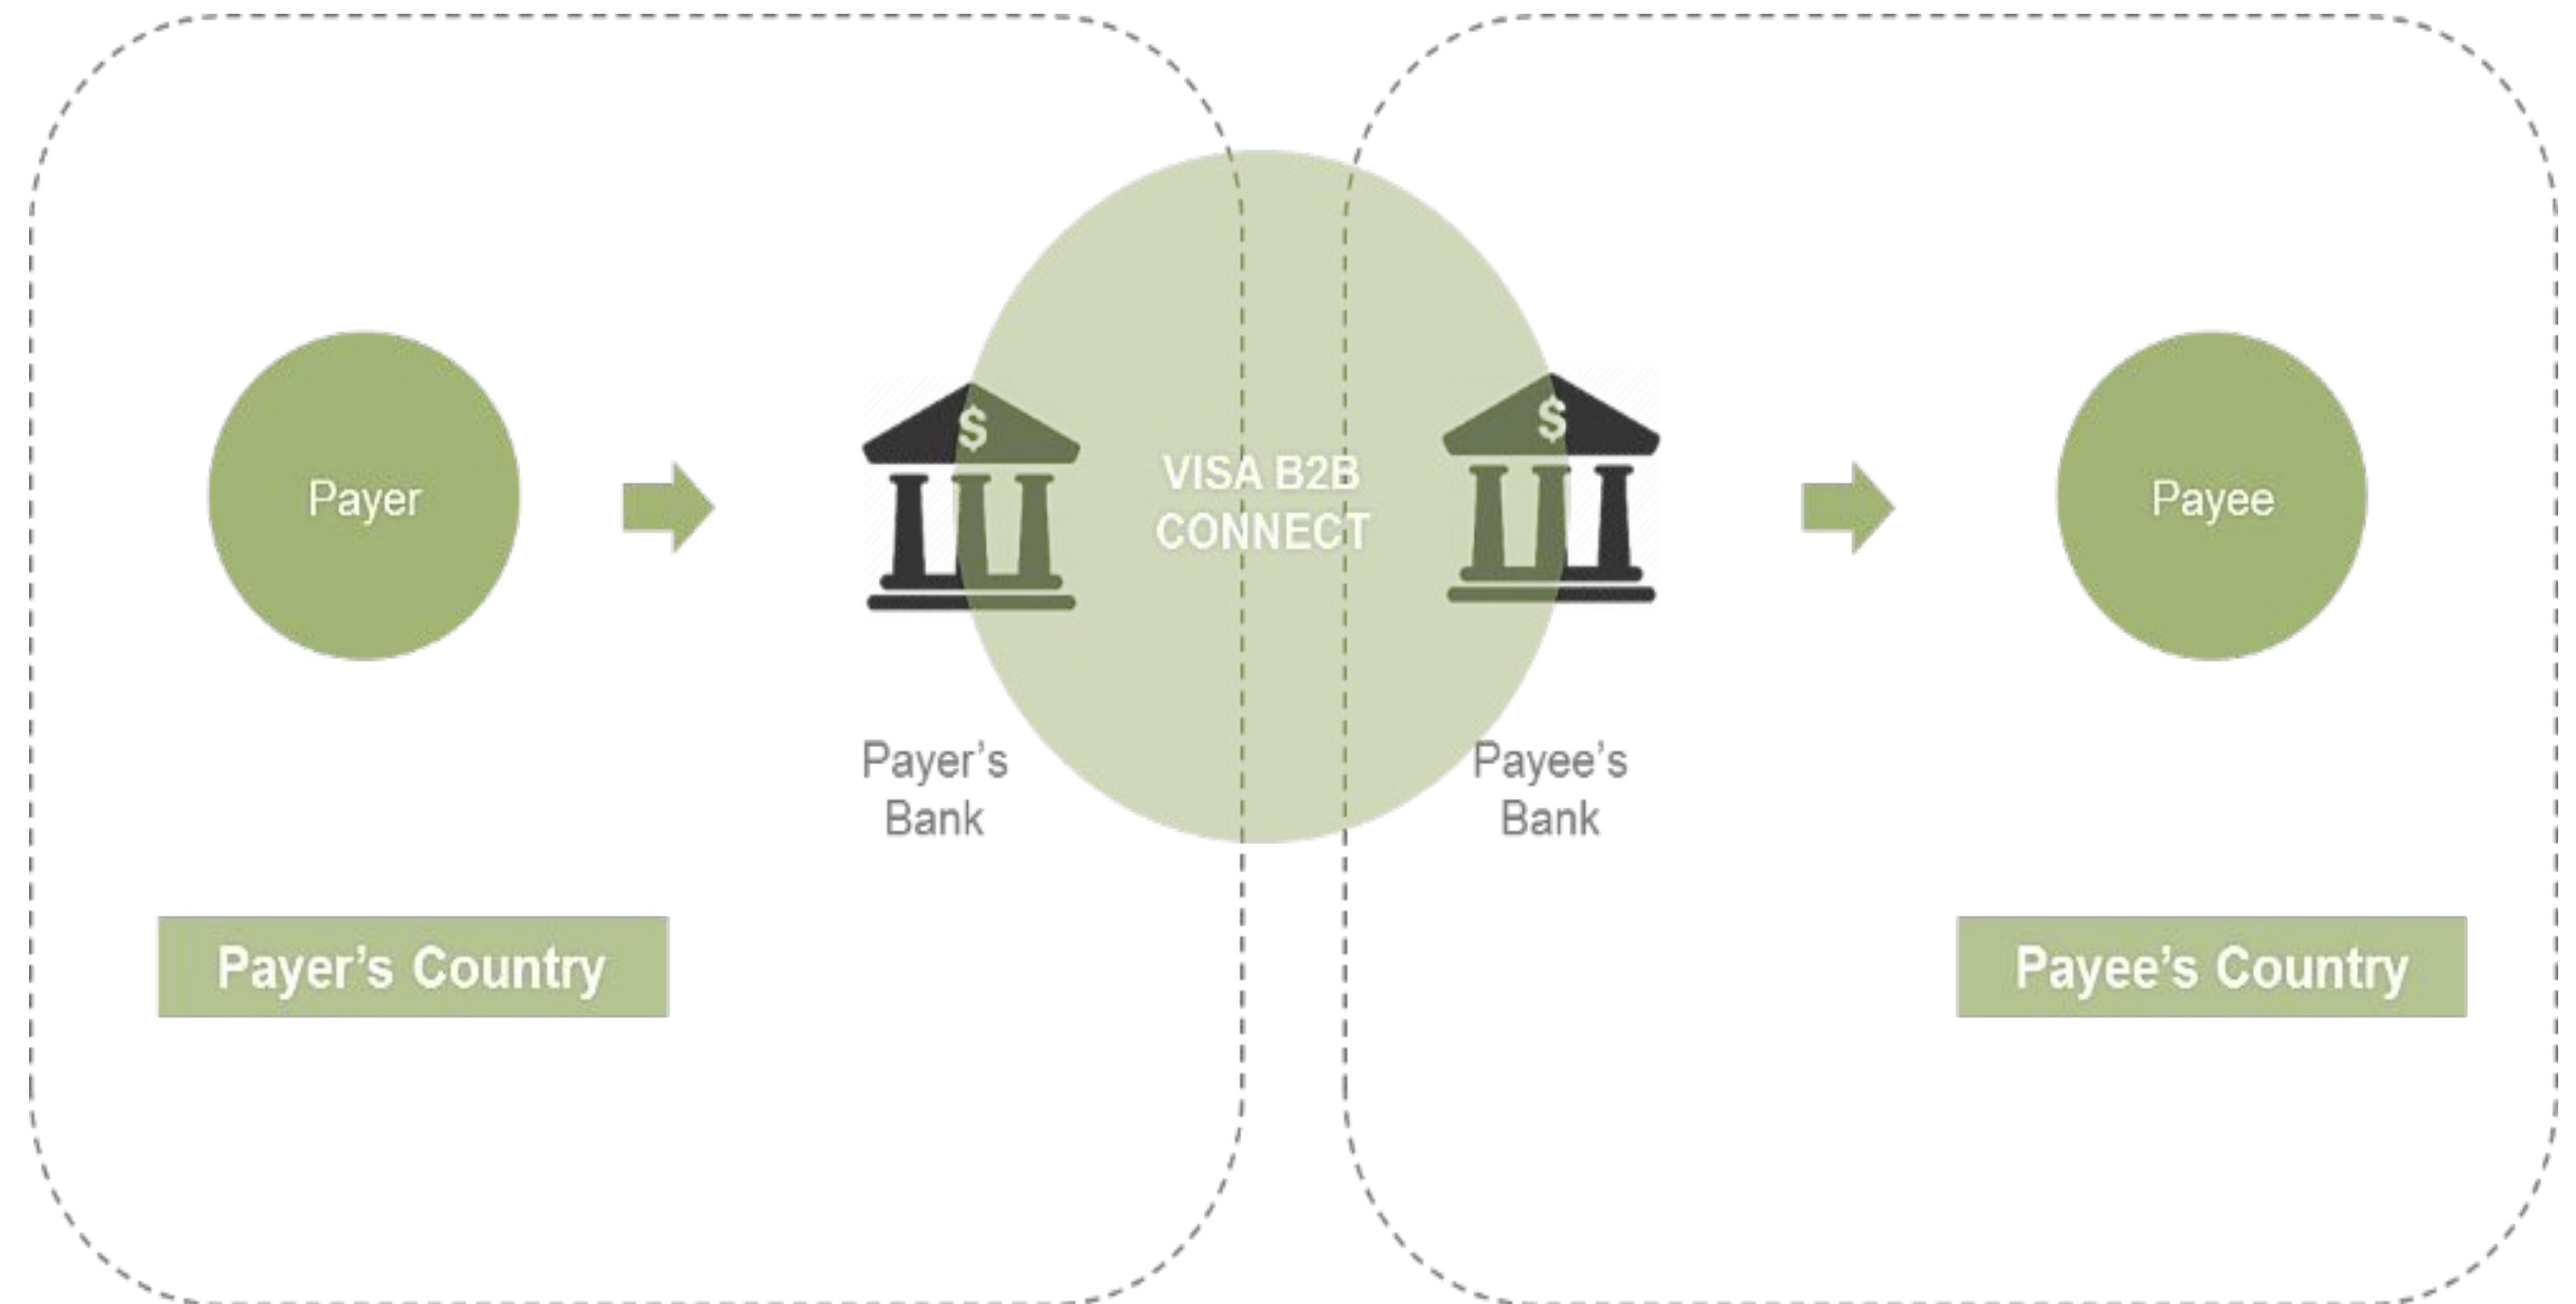 Payer
$
VISA B2B
CONNECT
$
Payee
Payer’s
Bank
Payee’s
Bank
Payer’s Country
Payee’s Country